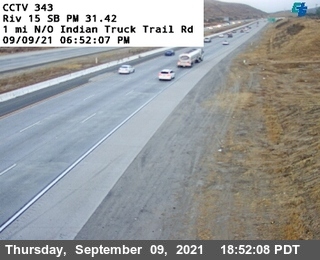 CCTV 343
Riv 15 SB PM 31.42
1 mi N/O Indian Truck Trail Rd
09/09/21 06:52:07 PM
Thursday, September 09, 2021 18:52:08 PDT